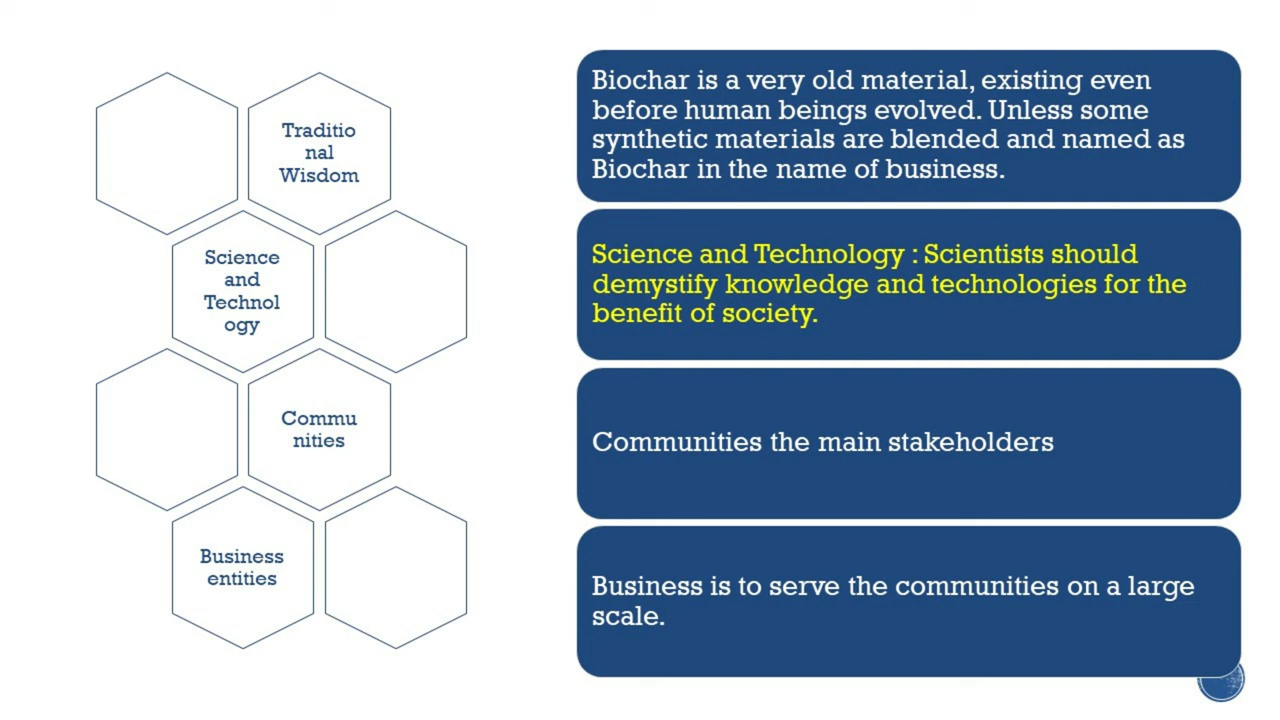 Traditio
nal
Wisdom
Science
and
Technol
ogy
Commu
nities
Business
entities
Biochar is a very old material, existing even
before human beings evolved. Unless some
synthetic materials are blended and named as
Biochar in the name of business.
Science and Technology : Scientists should
demystify knowledge and technologies for the
benefit of society.
Communities the main stakeholders
Business is to serve the communities on a large
scale.